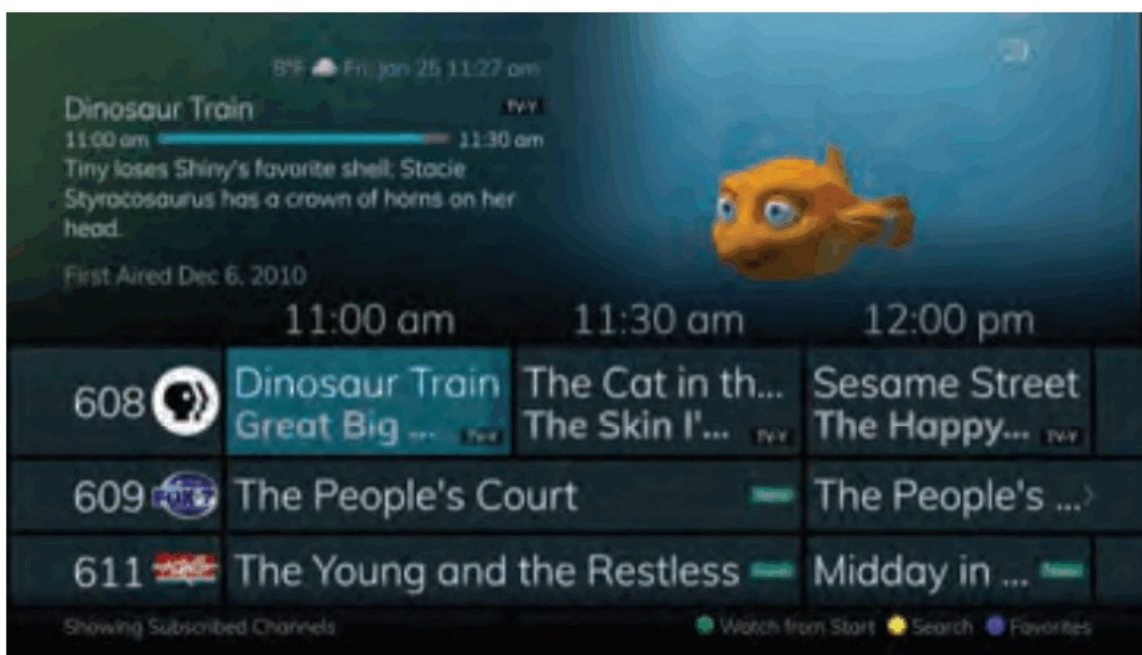 8°F Fri, Jan 25 11:27 am
Dinosaur Train TV-Y
11:00 am 11:30 am
Tiny loses Shiny's favorite shell; Stacie
Styracosaurus has a crown of horns on her
head.
First Aired Dec 6, 2010
11:00 am 11:30 am 12:00 pm
608 Dinosaur Train The Cat in th... Sesame Street
Great Big ... TV-Y The Skin I'... TV-Y The Happy... TV-Y
609 FOX 7 The People's Court New The People's ...
611 The Young and the Restless New Midday in ... New
Showing Subscribed Channels Watch from Start Search Favorites